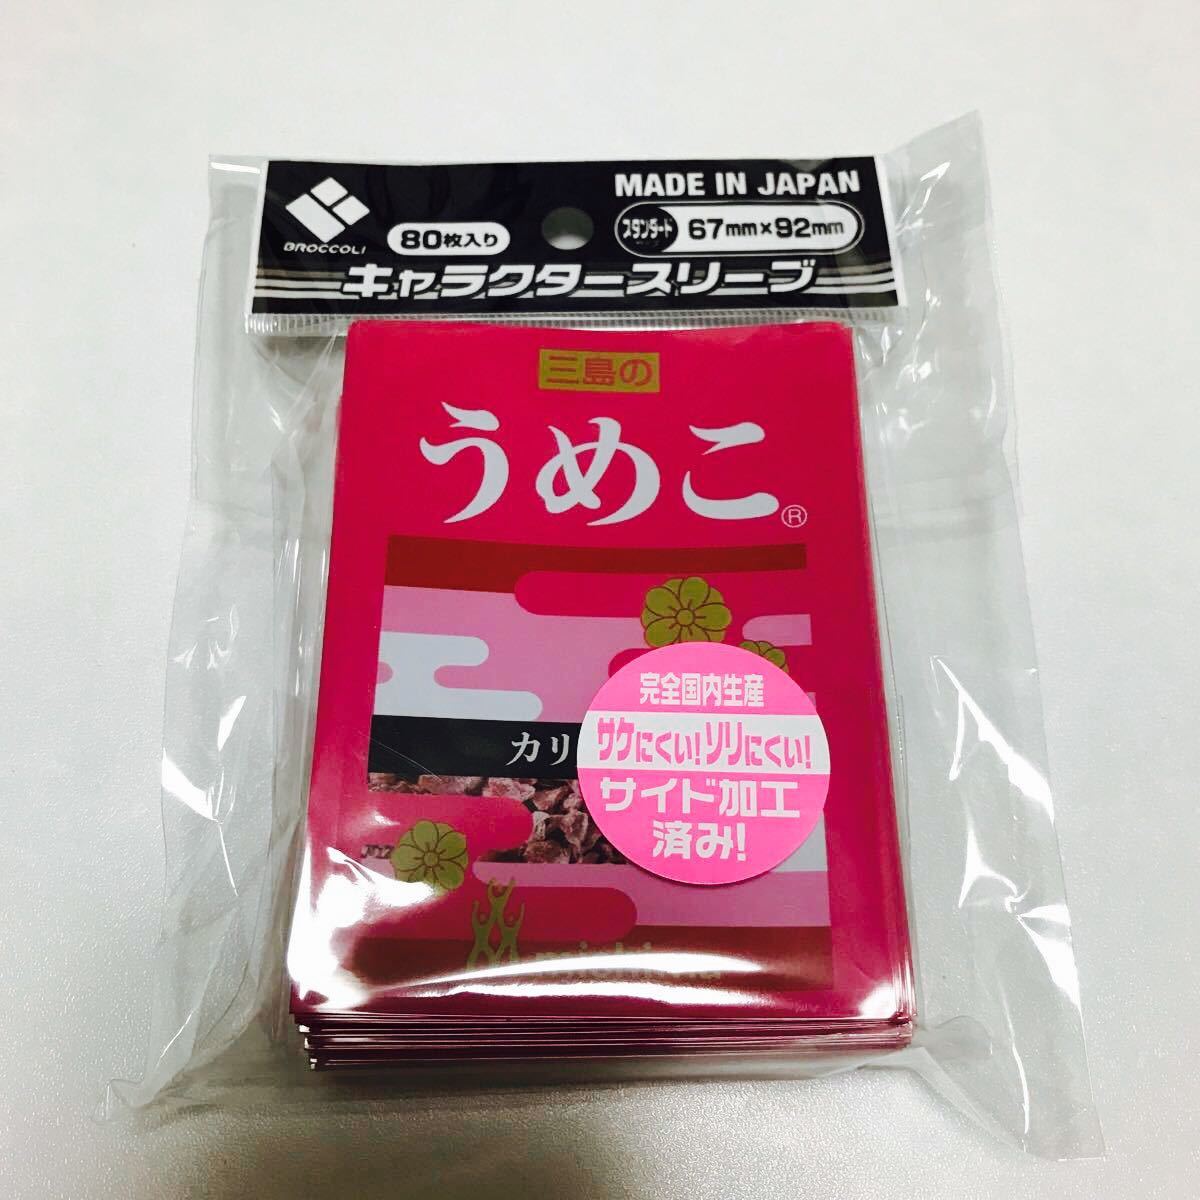 BROCCOLI
80枚入り
MADE IN JAPAN
スタンダード
67mm×92mm
キャラクタースリーブ
三島の
うめこ®
カリ
完全国内生産
サケにくい!ソリにくい!
サイド加工
済み!